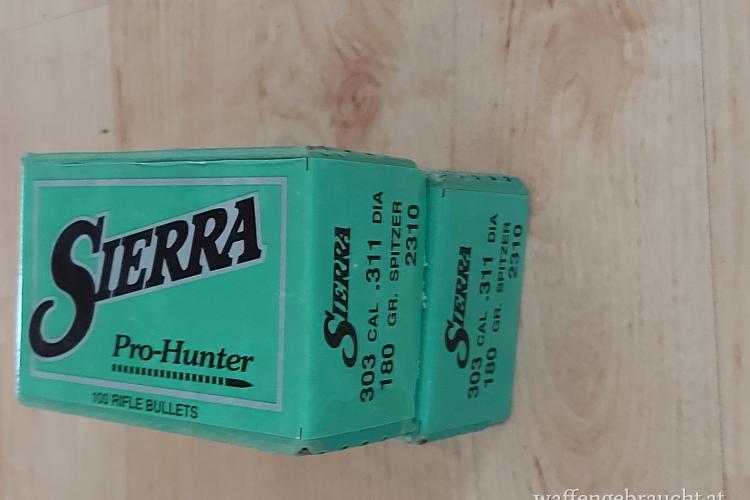 SIERRA
Pro-Hunter
100 RIFLE BULLETS
SIERRA
303 CAL .311 DIA
180 GR. SPITZER
2310
SIERRA
303 CAL .311 DIA
180 GR. SPITZER
2310
waffengebraucht.at